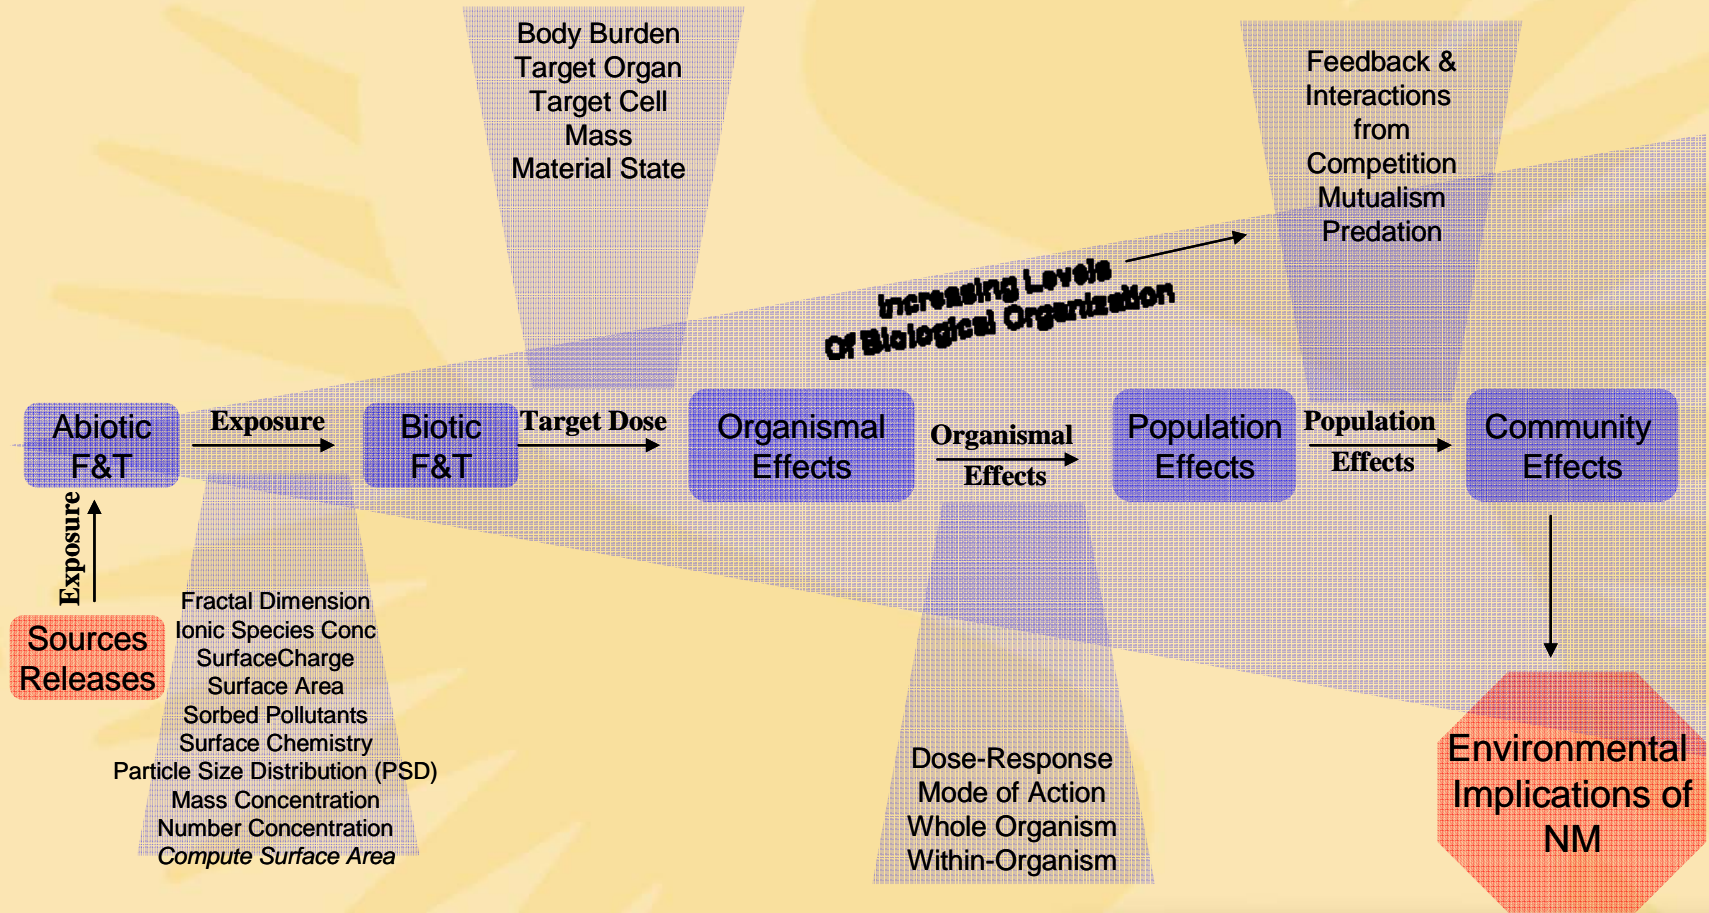 Body Burden
Target Organ
Target Cell
Mass
Material State
Feedback &
Interactions
from
Competition
Mutualism
Predation
Increasing Levels
Of Biological Organization
Abiotic
F&T
Exposure
Biotic
F&T
Target Dose
Organismal
Effects
Organismal
Effects
Population
Effects
Population
Effects
Community
Effects
Exposure
Sources
Releases
Fractal Dimension
Ionic Species Conc
SurfaceCharge
Surface Area
Sorbed Pollutants
Surface Chemistry
Particle Size Distribution (PSD)
Mass Concentration
Number Concentration
Compute Surface Area
Dose-Response
Mode of Action
Whole Organism
Within-Organism
Environmental
Implications of
NM